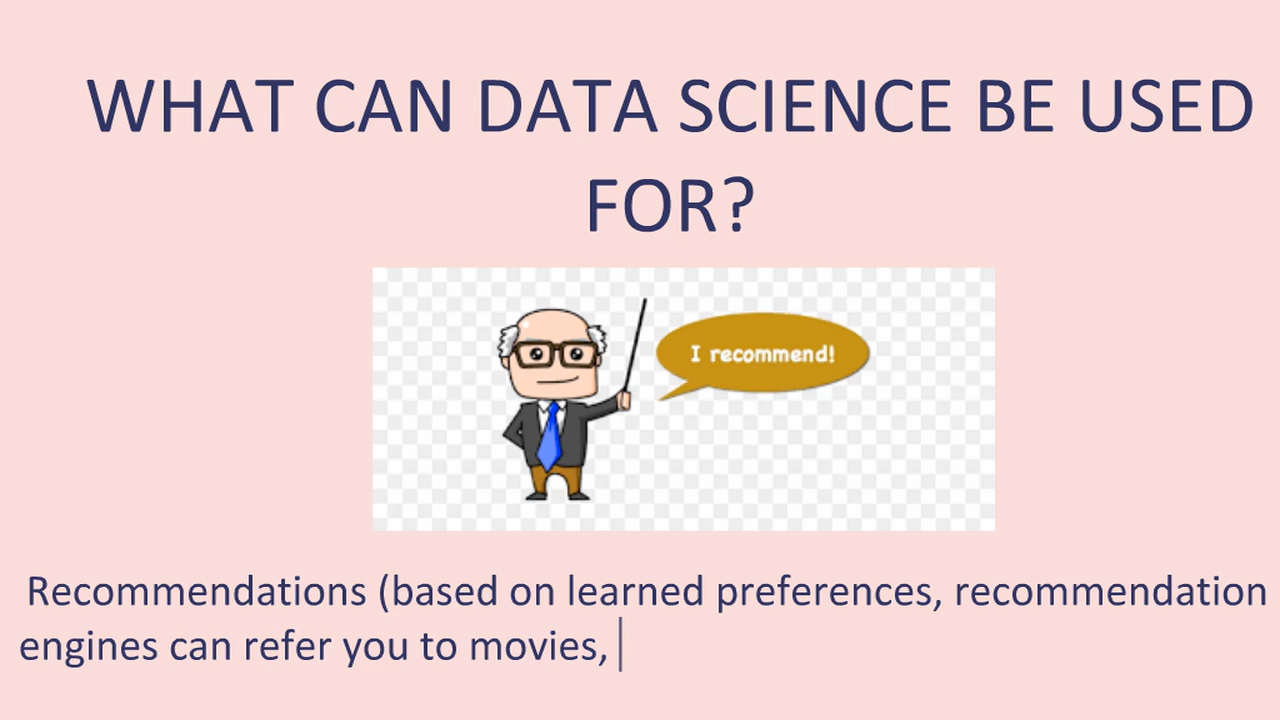 WHAT CAN DATA SCIENCE BE USED
FOR?
I recommend!
Recommendations (based on learned preferences, recommendation
engines can refer you to movies,